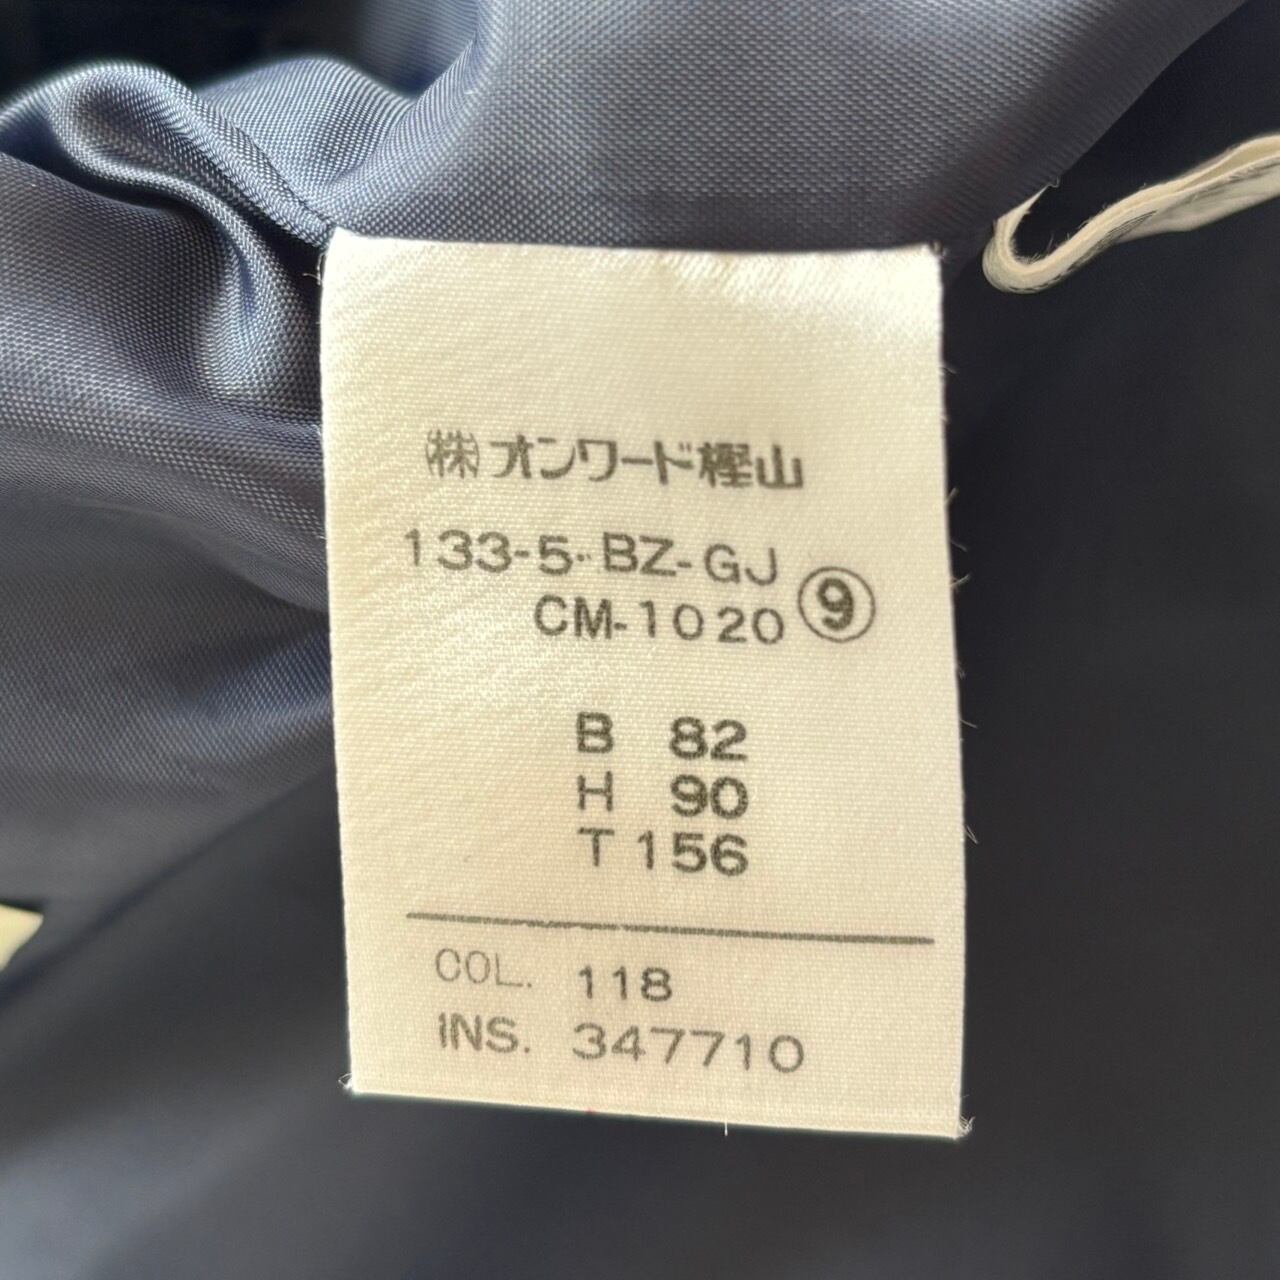 ㈱オンワード樫山
133-5-BZ-GJ
CM-1020 ⑨
B 82
H 90
T 156
COL. 118
INS. 347710